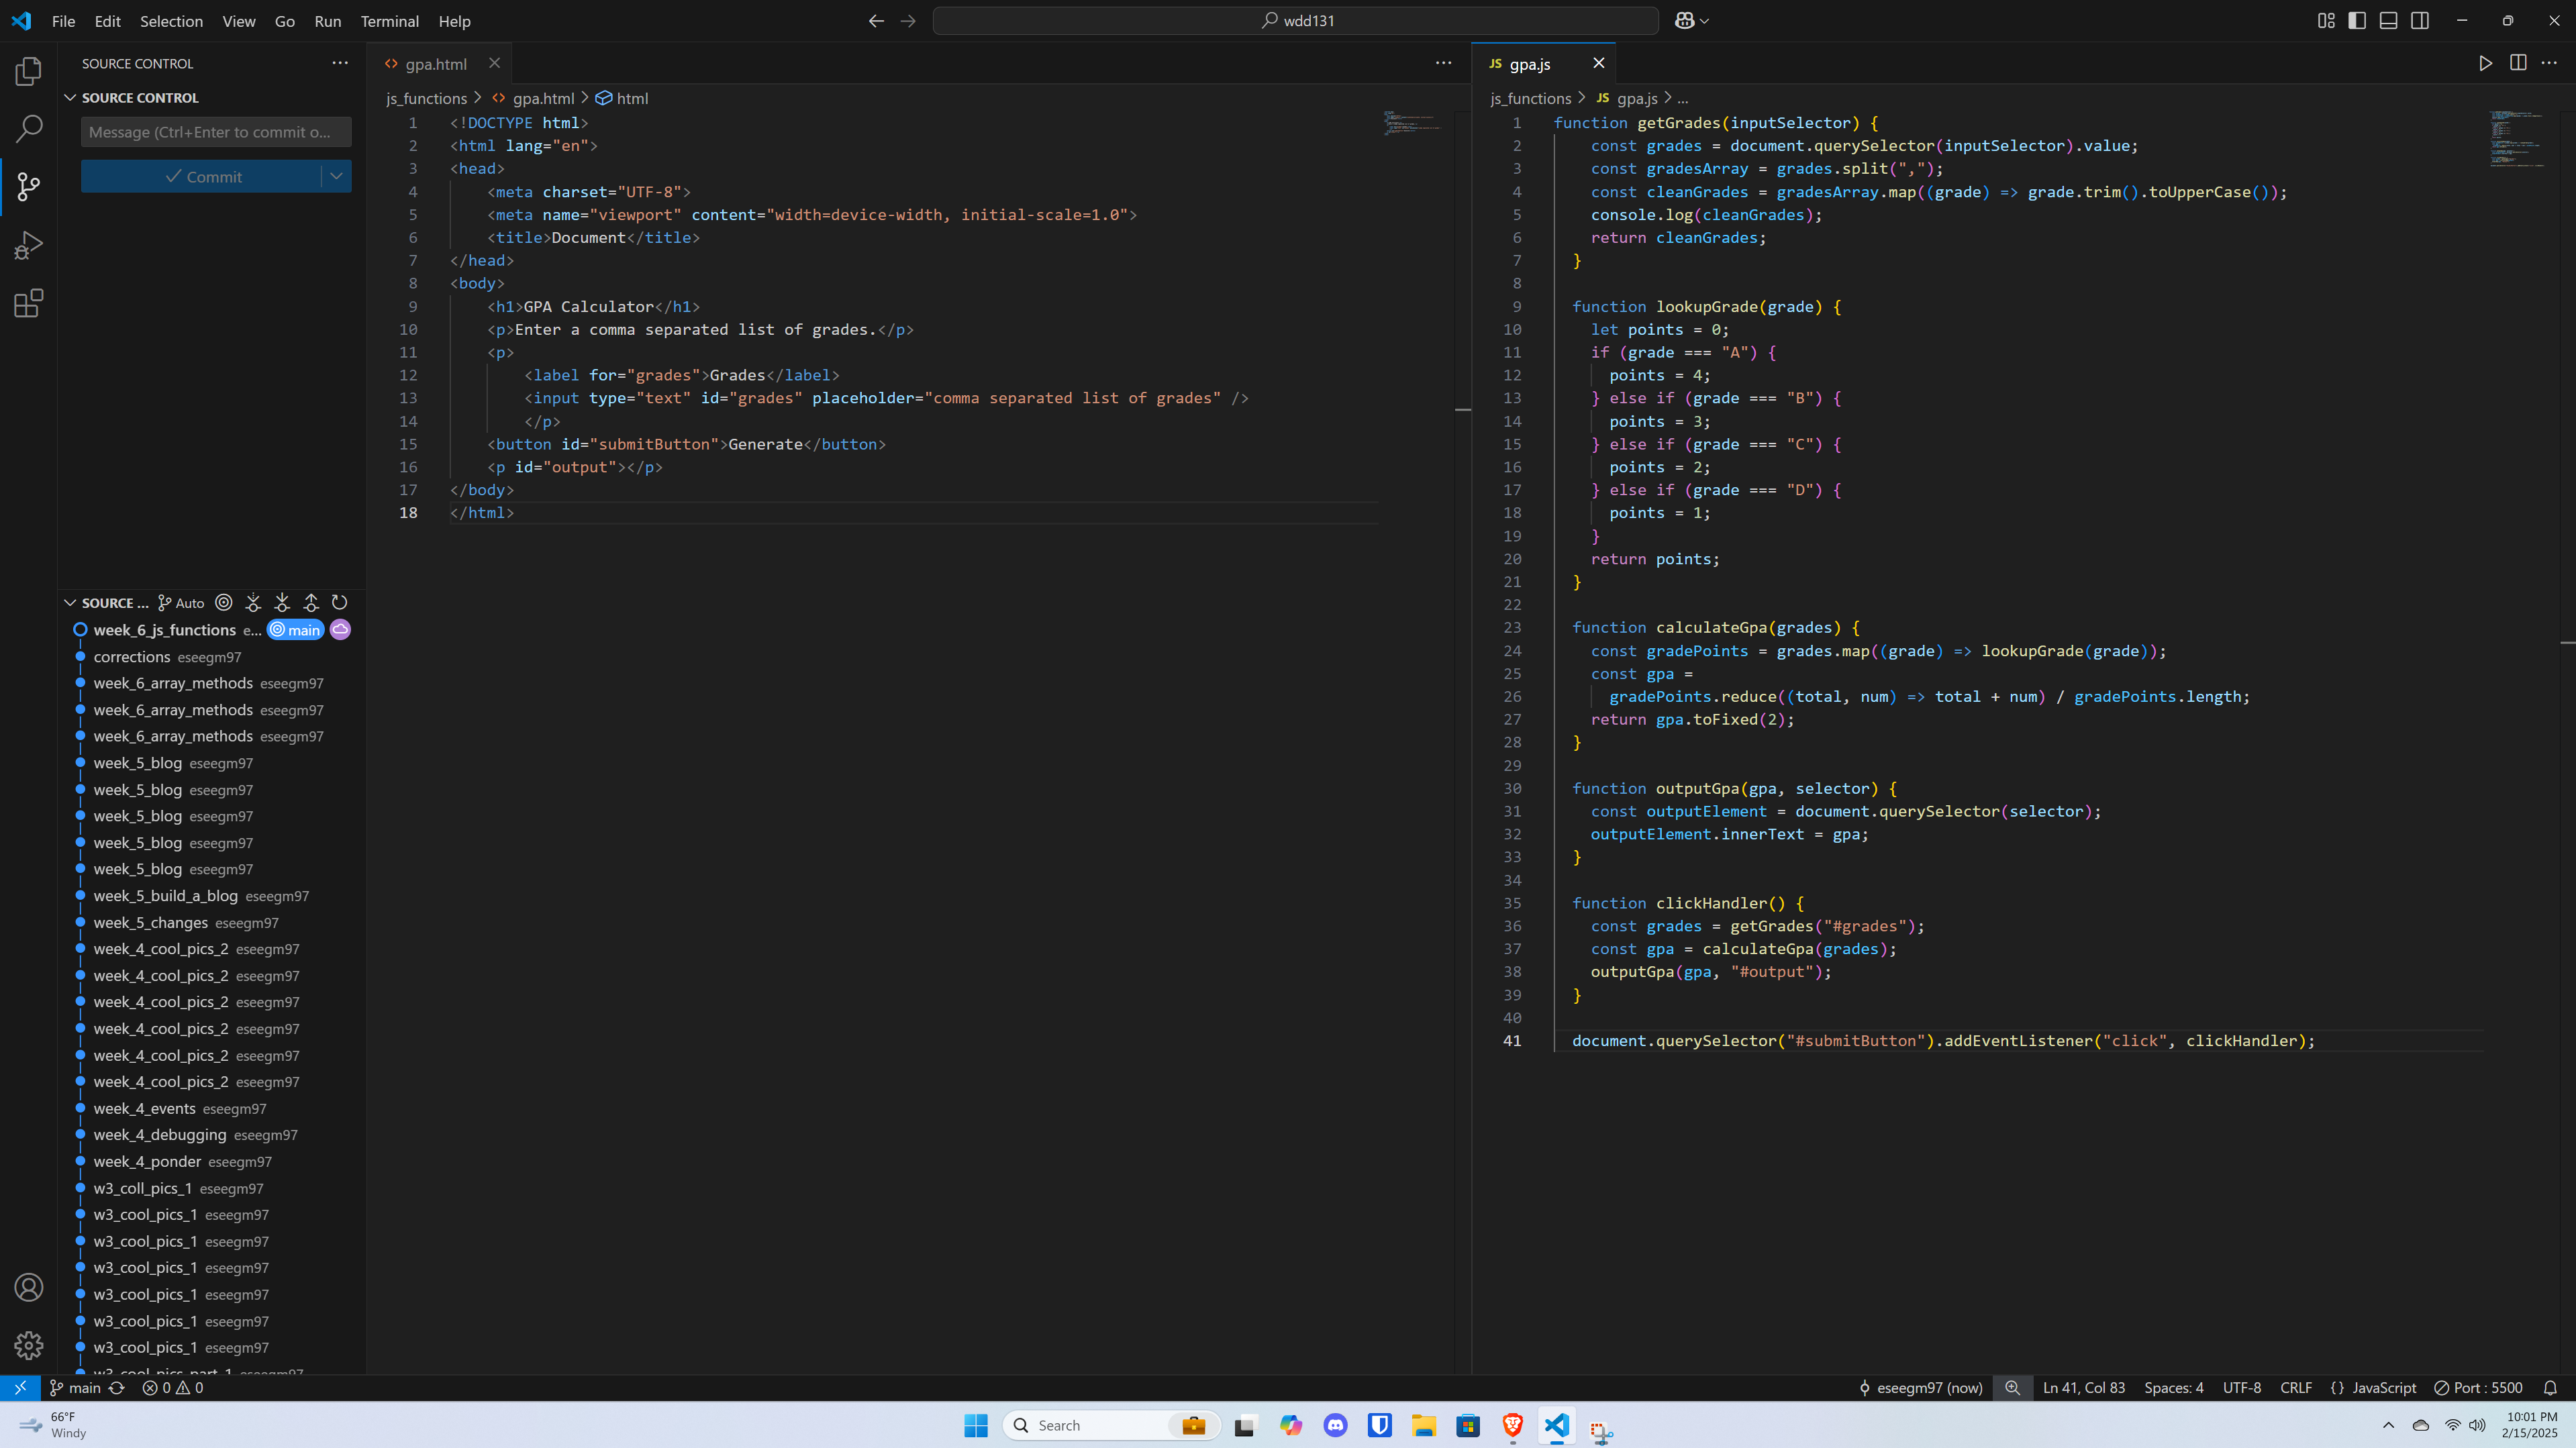 File Edit Selection View Go Run Terminal Help
wdd131
SOURCE CONTROL
SOURCE CONTROL
Message (Ctrl+Enter to commit o...
Commit
SOURCE ... Auto
week_6_js_functions e... main
corrections eseegm97
week_6_array_methods eseegm97
week_6_array_methods eseegm97
week_6_array_methods eseegm97
week_5_blog eseegm97
week_5_blog eseegm97
week_5_blog eseegm97
week_5_blog eseegm97
week_5_blog eseegm97
week_5_build_a_blog eseegm97
week_5_changes eseegm97
week_4_cool_pics_2 eseegm97
week_4_cool_pics_2 eseegm97
week_4_cool_pics_2 eseegm97
week_4_cool_pics_2 eseegm97
week_4_cool_pics_2 eseegm97
week_4_cool_pics_2 eseegm97
week_4_events eseegm97
week_4_debugging eseegm97
week_4_ponder eseegm97
w3_coll_pics_1 eseegm97
w3_cool_pics_1 eseegm97
w3_cool_pics_1 eseegm97
w3_cool_pics_1 eseegm97
w3_cool_pics_1 eseegm97
w3_cool_pics_1 eseegm97
w3_cool_pics_1 eseegm97
w3_cool_pics_part_1 eseegm97
gpa.html
js_functions > gpa.html > html
1 <!DOCTYPE html>
2 <html lang="en">
3 <head>
4 <meta charset="UTF-8">
5 <meta name="viewport" content="width=device-width, initial-scale=1.0">
6 <title>Document</title>
7 </head>
8 <body>
9 <h1>GPA Calculator</h1>
10 <p>Enter a comma separated list of grades.</p>
11 <p>
12 <label for="grades">Grades</label>
13 <input type="text" id="grades" placeholder="comma separated list of grades" />
14 </p>
15 <button id="submitButton">Generate</button>
16 <p id="output"></p>
17 </body>
18 </html>
JS gpa.js
js_functions > JS gpa.js > ...
1 function getGrades(inputSelector) {
2 const grades = document.querySelector(inputSelector).value;
3 const gradesArray = grades.split(",");
4 const cleanGrades = gradesArray.map((grade) => grade.trim().toUpperCase());
5 console.log(cleanGrades);
6 return cleanGrades;
7 }
8
9 function lookupGrade(grade) {
10 let points = 0;
11 if (grade === "A") {
12 points = 4;
13 } else if (grade === "B") {
14 points = 3;
15 } else if (grade === "C") {
16 points = 2;
17 } else if (grade === "D") {
18 points = 1;
19 }
20 return points;
21 }
22
23 function calculateGpa(grades) {
24 const gradePoints = grades.map((grade) => lookupGrade(grade));
25 const gpa =
26 gradePoints.reduce((total, num) => total + num) / gradePoints.length;
27 return gpa.toFixed(2);
28 }
29
30 function outputGpa(gpa, selector) {
31 const outputElement = document.querySelector(selector);
32 outputElement.innerText = gpa;
33 }
34
35 function clickHandler() {
36 const grades = getGrades("#grades");
37 const gpa = calculateGpa(grades);
38 outputGpa(gpa, "#output");
39 }
40
41 document.querySelector("#submitButton").addEventListener("click", clickHandler);
main 0 0
eseegm97 (now) Ln 41, Col 83 Spaces: 4 UTF-8 CRLF {} JavaScript Port : 5500
66°F
Windy
Search
10:01 PM
2/15/2025